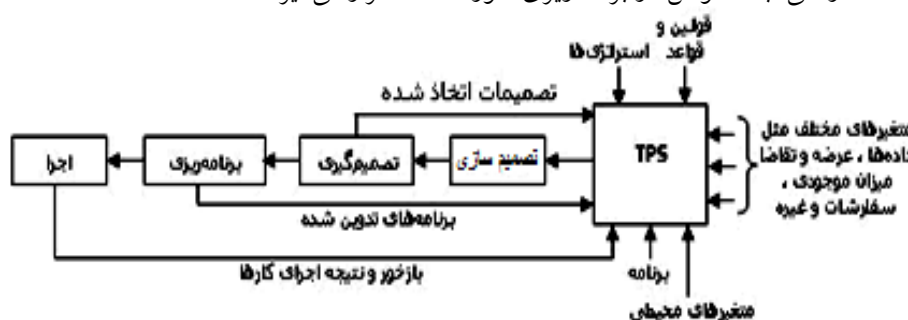 قوانین و
قواعد
استراتژی‌ها
تصمیمات اتخاذ شده
متغیرهای مختلف مثل
داده‌ها ، عرضه و تقاضا
میزان موجودی ،
سفارشات و غیره
TPS
تصمیم سازی
تصمیم‌گیری
برنامه‌ریزی
اجرا
برنامه‌های تدوین شده
بازخور و نتیجه اجرای کارها
برنامه
متغیرهای محیطی